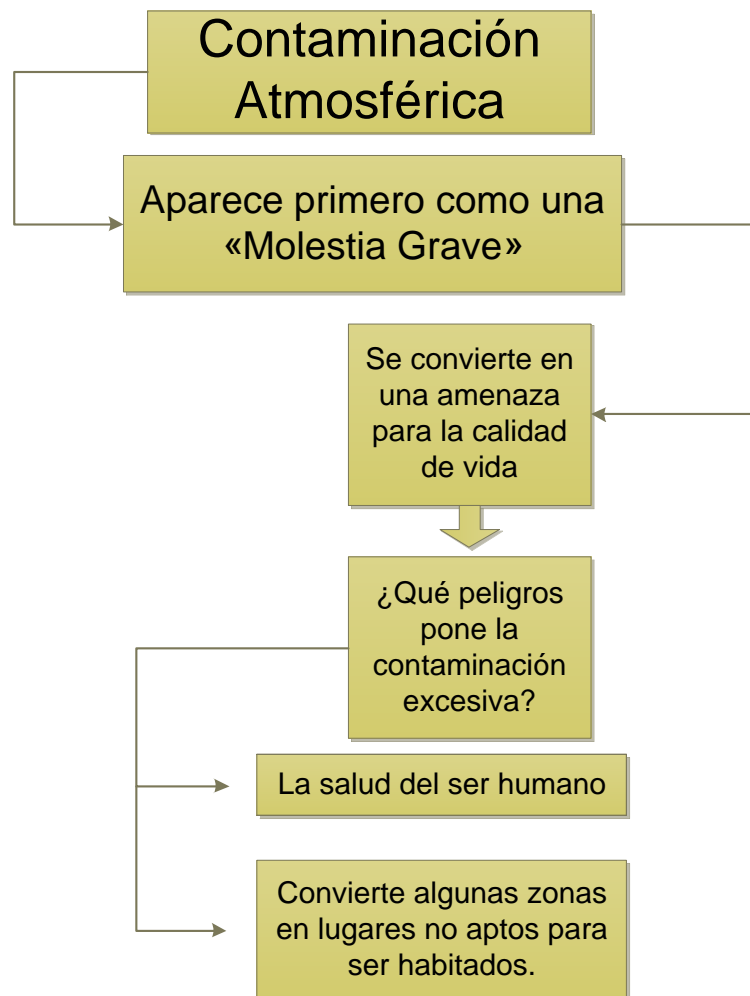 Contaminación
Atmosférica
Aparece primero como una
«Molestia Grave»
Se convierte en
una amenaza
para la calidad
de vida
¿Qué peligros
pone la
contaminación
excesiva?
La salud del ser humano
Convierte algunas zonas
en lugares no aptos para
ser habitados.